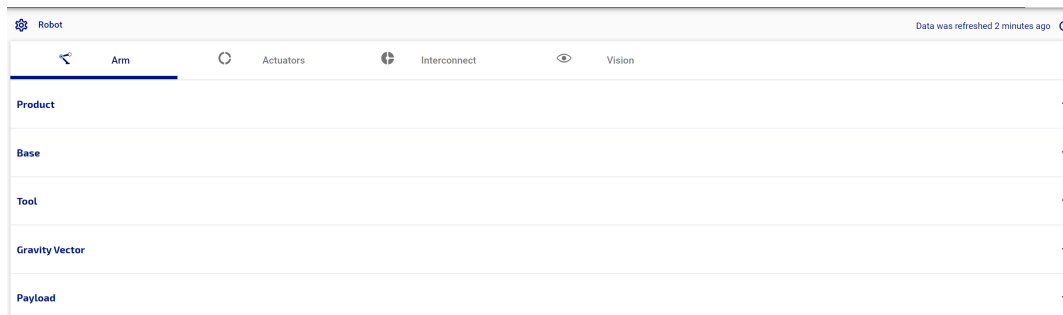 Robot Data was refreshed 2 minutes ago
Arm Actuators Interconnect Vision
Product
Base
Tool
Gravity Vector
Payload